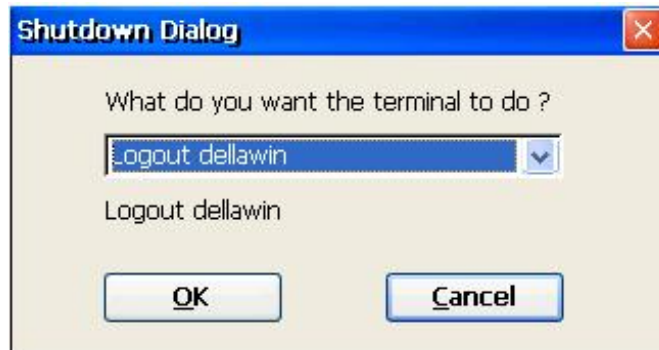 Shutdown Dialog
What do you want the terminal to do ?
Logout dellawin
Logout dellawin
OK
Cancel